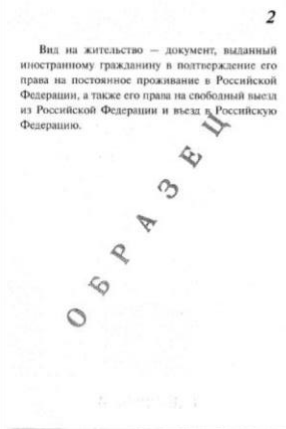 2
Вид на жительство — документ, выданный
иностранному гражданину в подтверждение его
права на постоянное проживание в Российской
Федерации, а также его права на свободный выезд
из Российской Федерации и въезд в Российскую
Федерацию.
ОБРАЗЕЦ